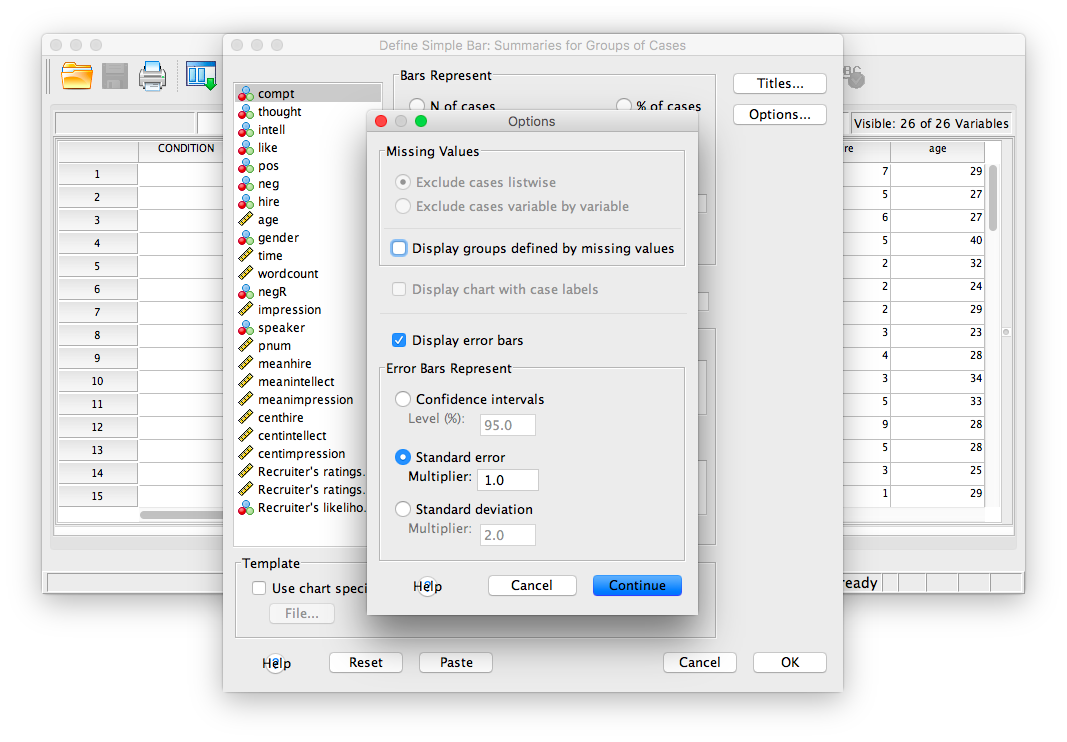 Define Simple Bar: Summaries for Groups of Cases
Visible: 26 of 26 Variables
CONDITION
re
age
1
7
29
2
5
27
3
6
27
4
5
40
5
2
32
6
2
24
7
2
29
8
3
23
9
4
28
10
3
34
11
5
33
12
9
28
13
5
28
14
3
25
15
1
29
eady
compt
thought
intell
like
pos
neg
hire
age
gender
time
wordcount
negR
impression
speaker
pnum
meanhire
meanintellect
meanimpression
centhire
centintellect
centimpression
Recruiter's ratings.
Recruiter's ratings.
Recruiter's likeliho.
Bars Represent
N of cases
% of cases
Titles...
Options...
Template
Use chart speci
File...
Help
Reset
Paste
Cancel
OK
Options
Missing Values
Exclude cases listwise
Exclude cases variable by variable
Display groups defined by missing values
Display chart with case labels
Display error bars
Error Bars Represent
Confidence intervals
Level (%): 95.0
Standard error
Multiplier: 1.0
Standard deviation
Multiplier: 2.0
Help
Cancel
Continue